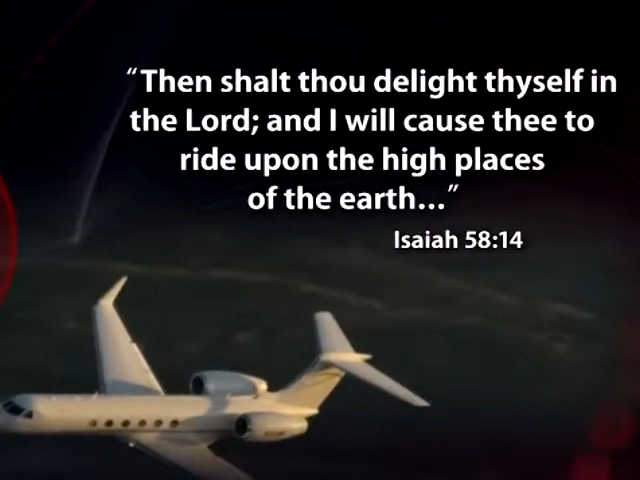 “Then shalt thou delight thyself in
the Lord; and I will cause thee to
ride upon the high places
of the earth...”
Isaiah 58:14